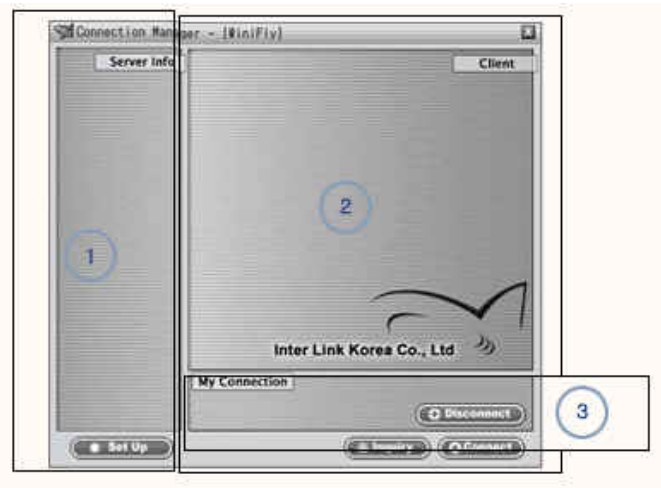 Connection Manager - [WiniFly]
Server Info
Client
1
2
Inter Link Korea Co., Ltd
My Connection
Disconnect
3
Set Up
Inquiry
Connect